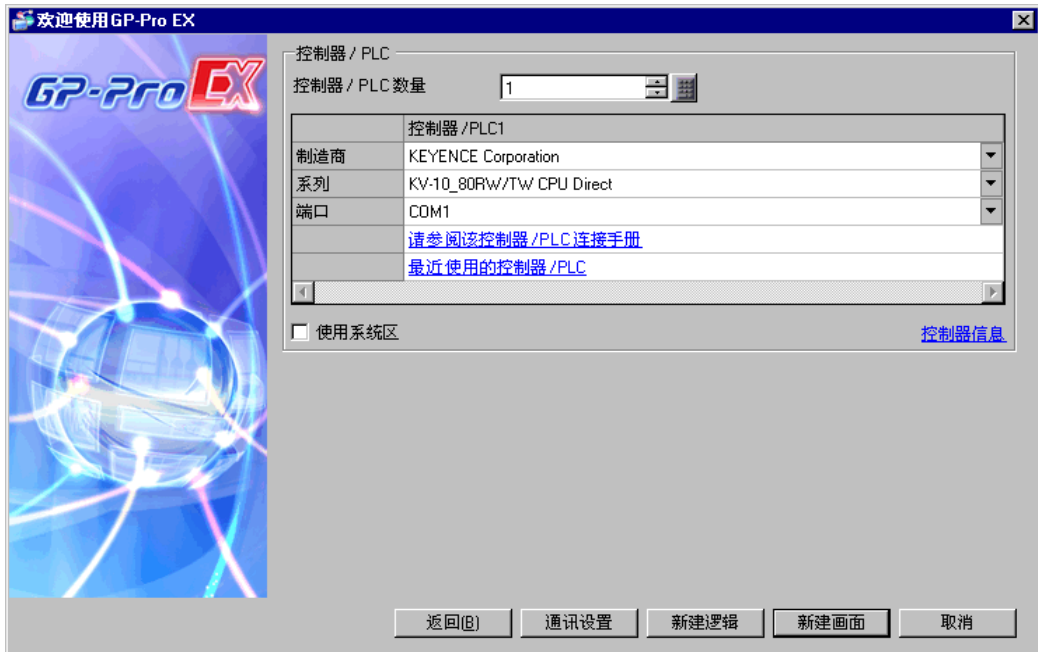 欢迎使用GP-Pro EX
GP-Pro EX
控制器/PLC
控制器/PLC数量 1
控制器/PLC1
制造商 KEYENCE Corporation
系列 KV-10_80RW/TW CPU Direct
端口 COM1
请参阅该控制器/PLC连接手册
最近使用的控制器/PLC
使用系统区 控制器信息
返回(B) 通讯设置 新建逻辑 新建画面 取消